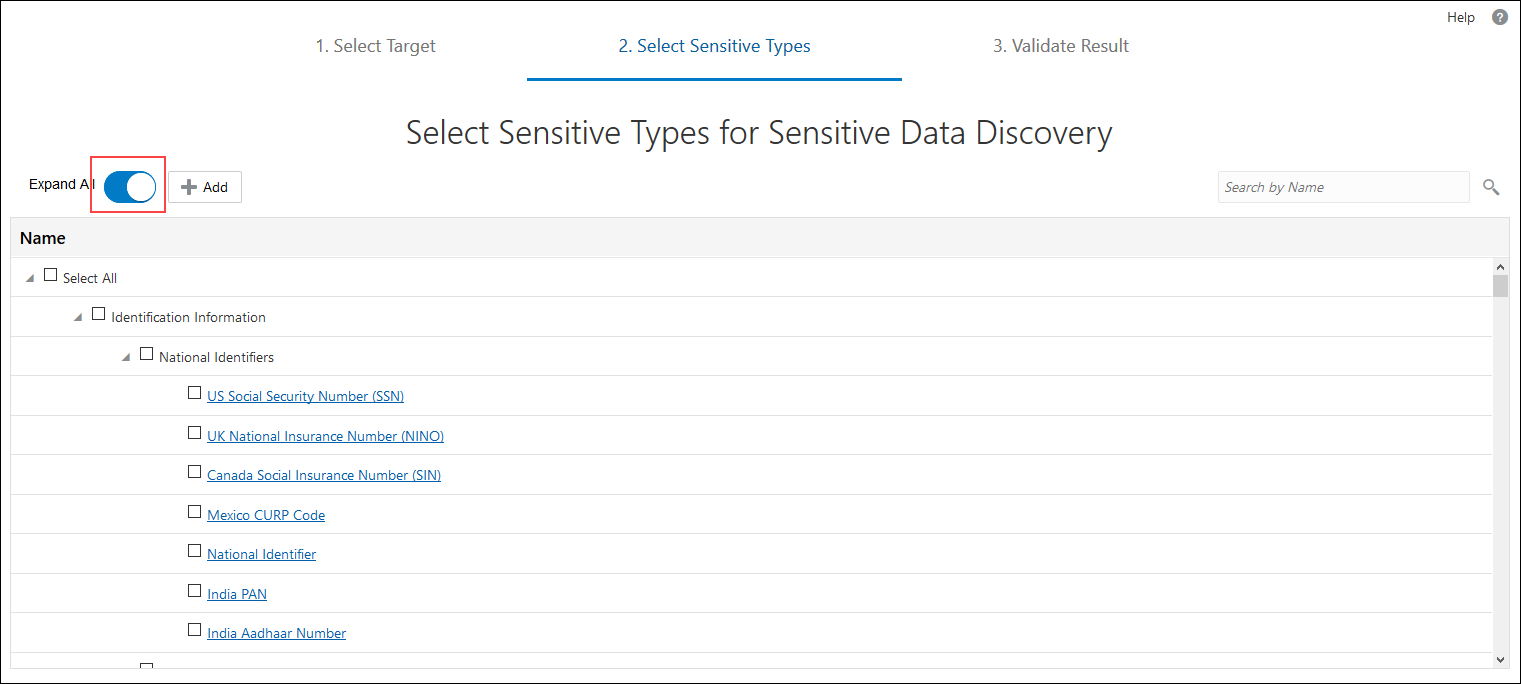 Help
1. Select Target
2. Select Sensitive Types
3. Validate Result
Select Sensitive Types for Sensitive Data Discovery
Expand All
Add
Search by Name
Name
Select All
Identification Information
National Identifiers
US Social Security Number (SSN)
UK National Insurance Number (NINO)
Canada Social Insurance Number (SIN)
Mexico CURP Code
National Identifier
India PAN
India Aadhaar Number